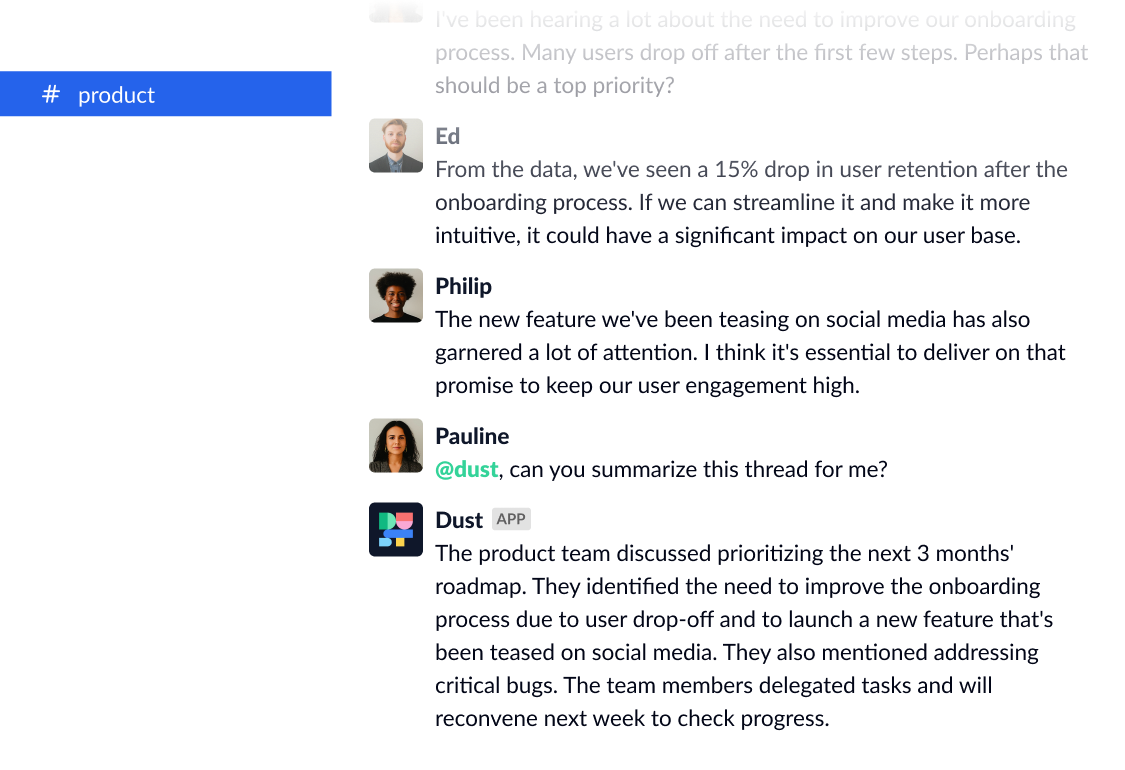 I've been hearing a lot about the need to improve our onboarding
process. Many users drop off after the first few steps. Perhaps that
should be a top priority?
# product
Ed
From the data, we've seen a 15% drop in user retention after the
onboarding process. If we can streamline it and make it more
intuitive, it could have a significant impact on our user base.
Philip
The new feature we've been teasing on social media has also
garnered a lot of attention. I think it's essential to deliver on that
promise to keep our user engagement high.
Pauline
@dust, can you summarize this thread for me?
Dust APP
The product team discussed prioritizing the next 3 months'
roadmap. They identified the need to improve the onboarding
process due to user drop-off and to launch a new feature that's
been teased on social media. They also mentioned addressing
critical bugs. The team members delegated tasks and will
reconvene next week to check progress.